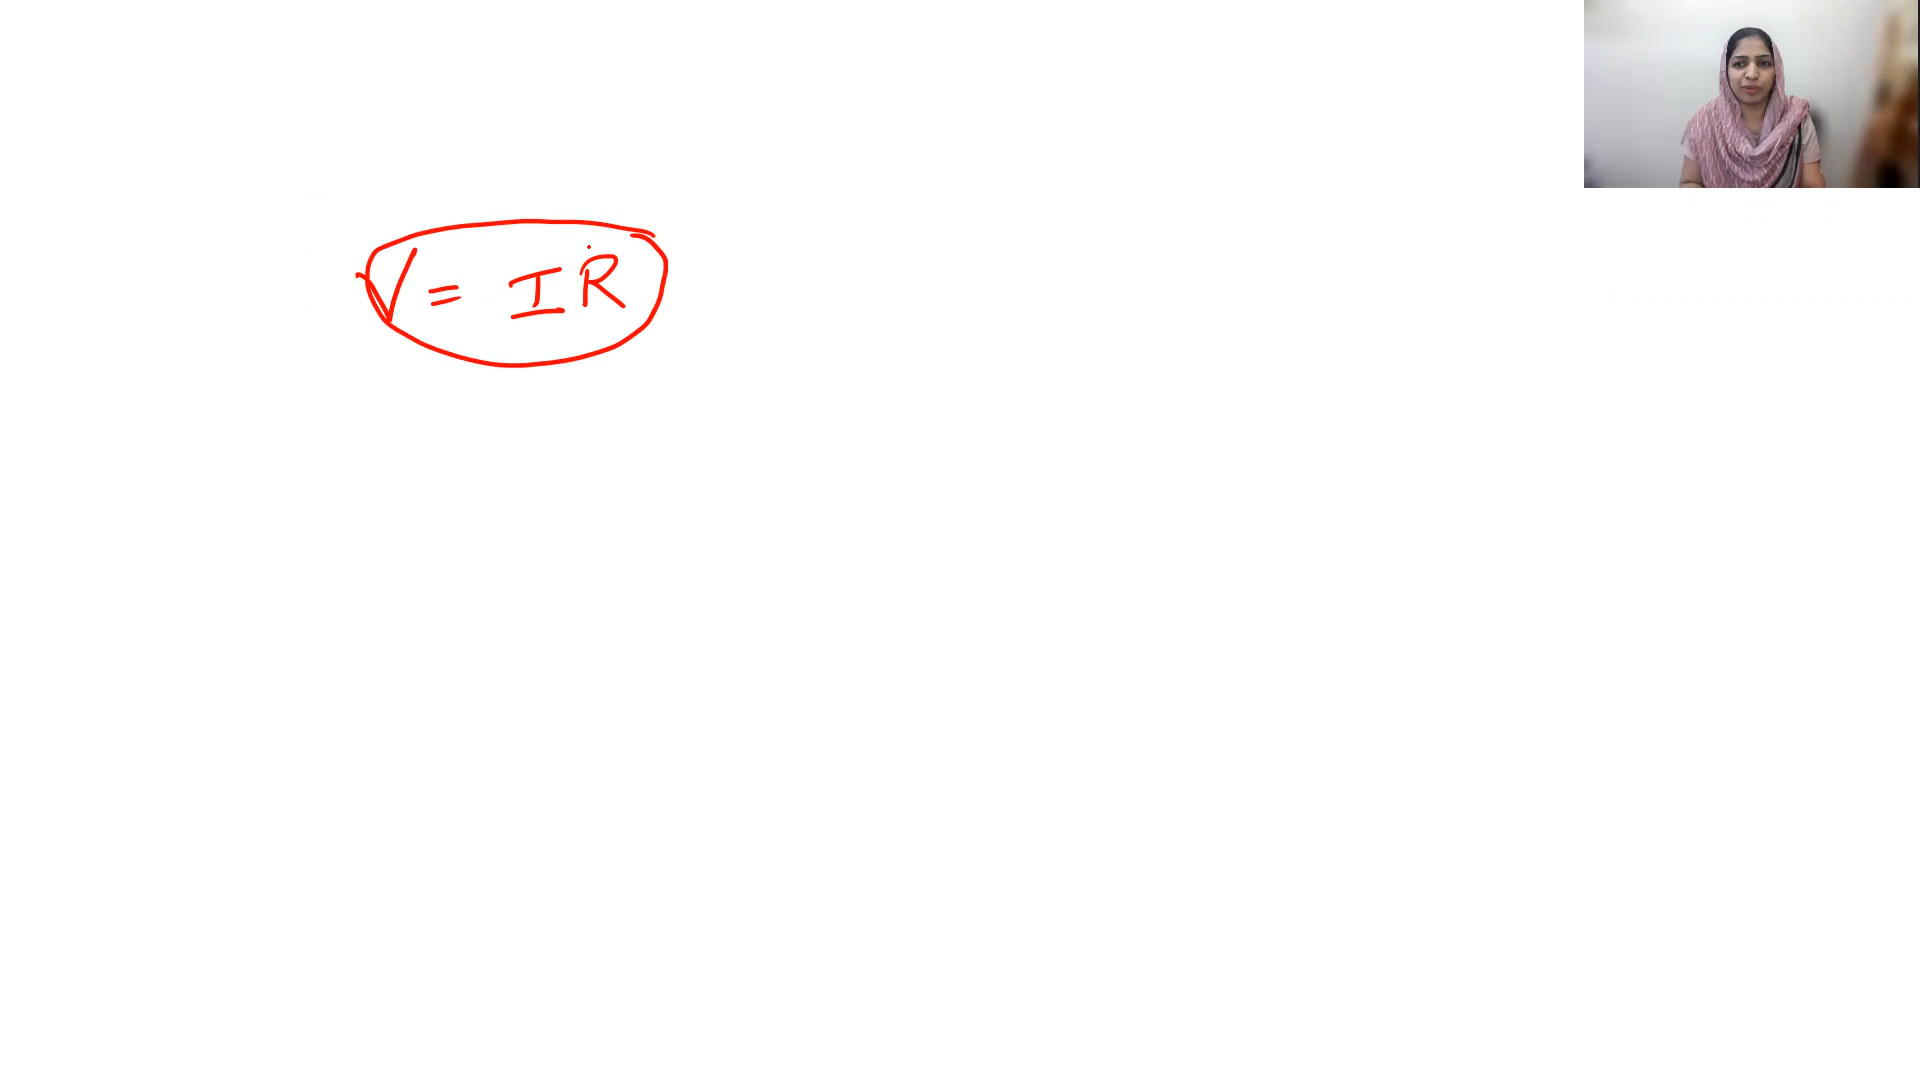 V = IR